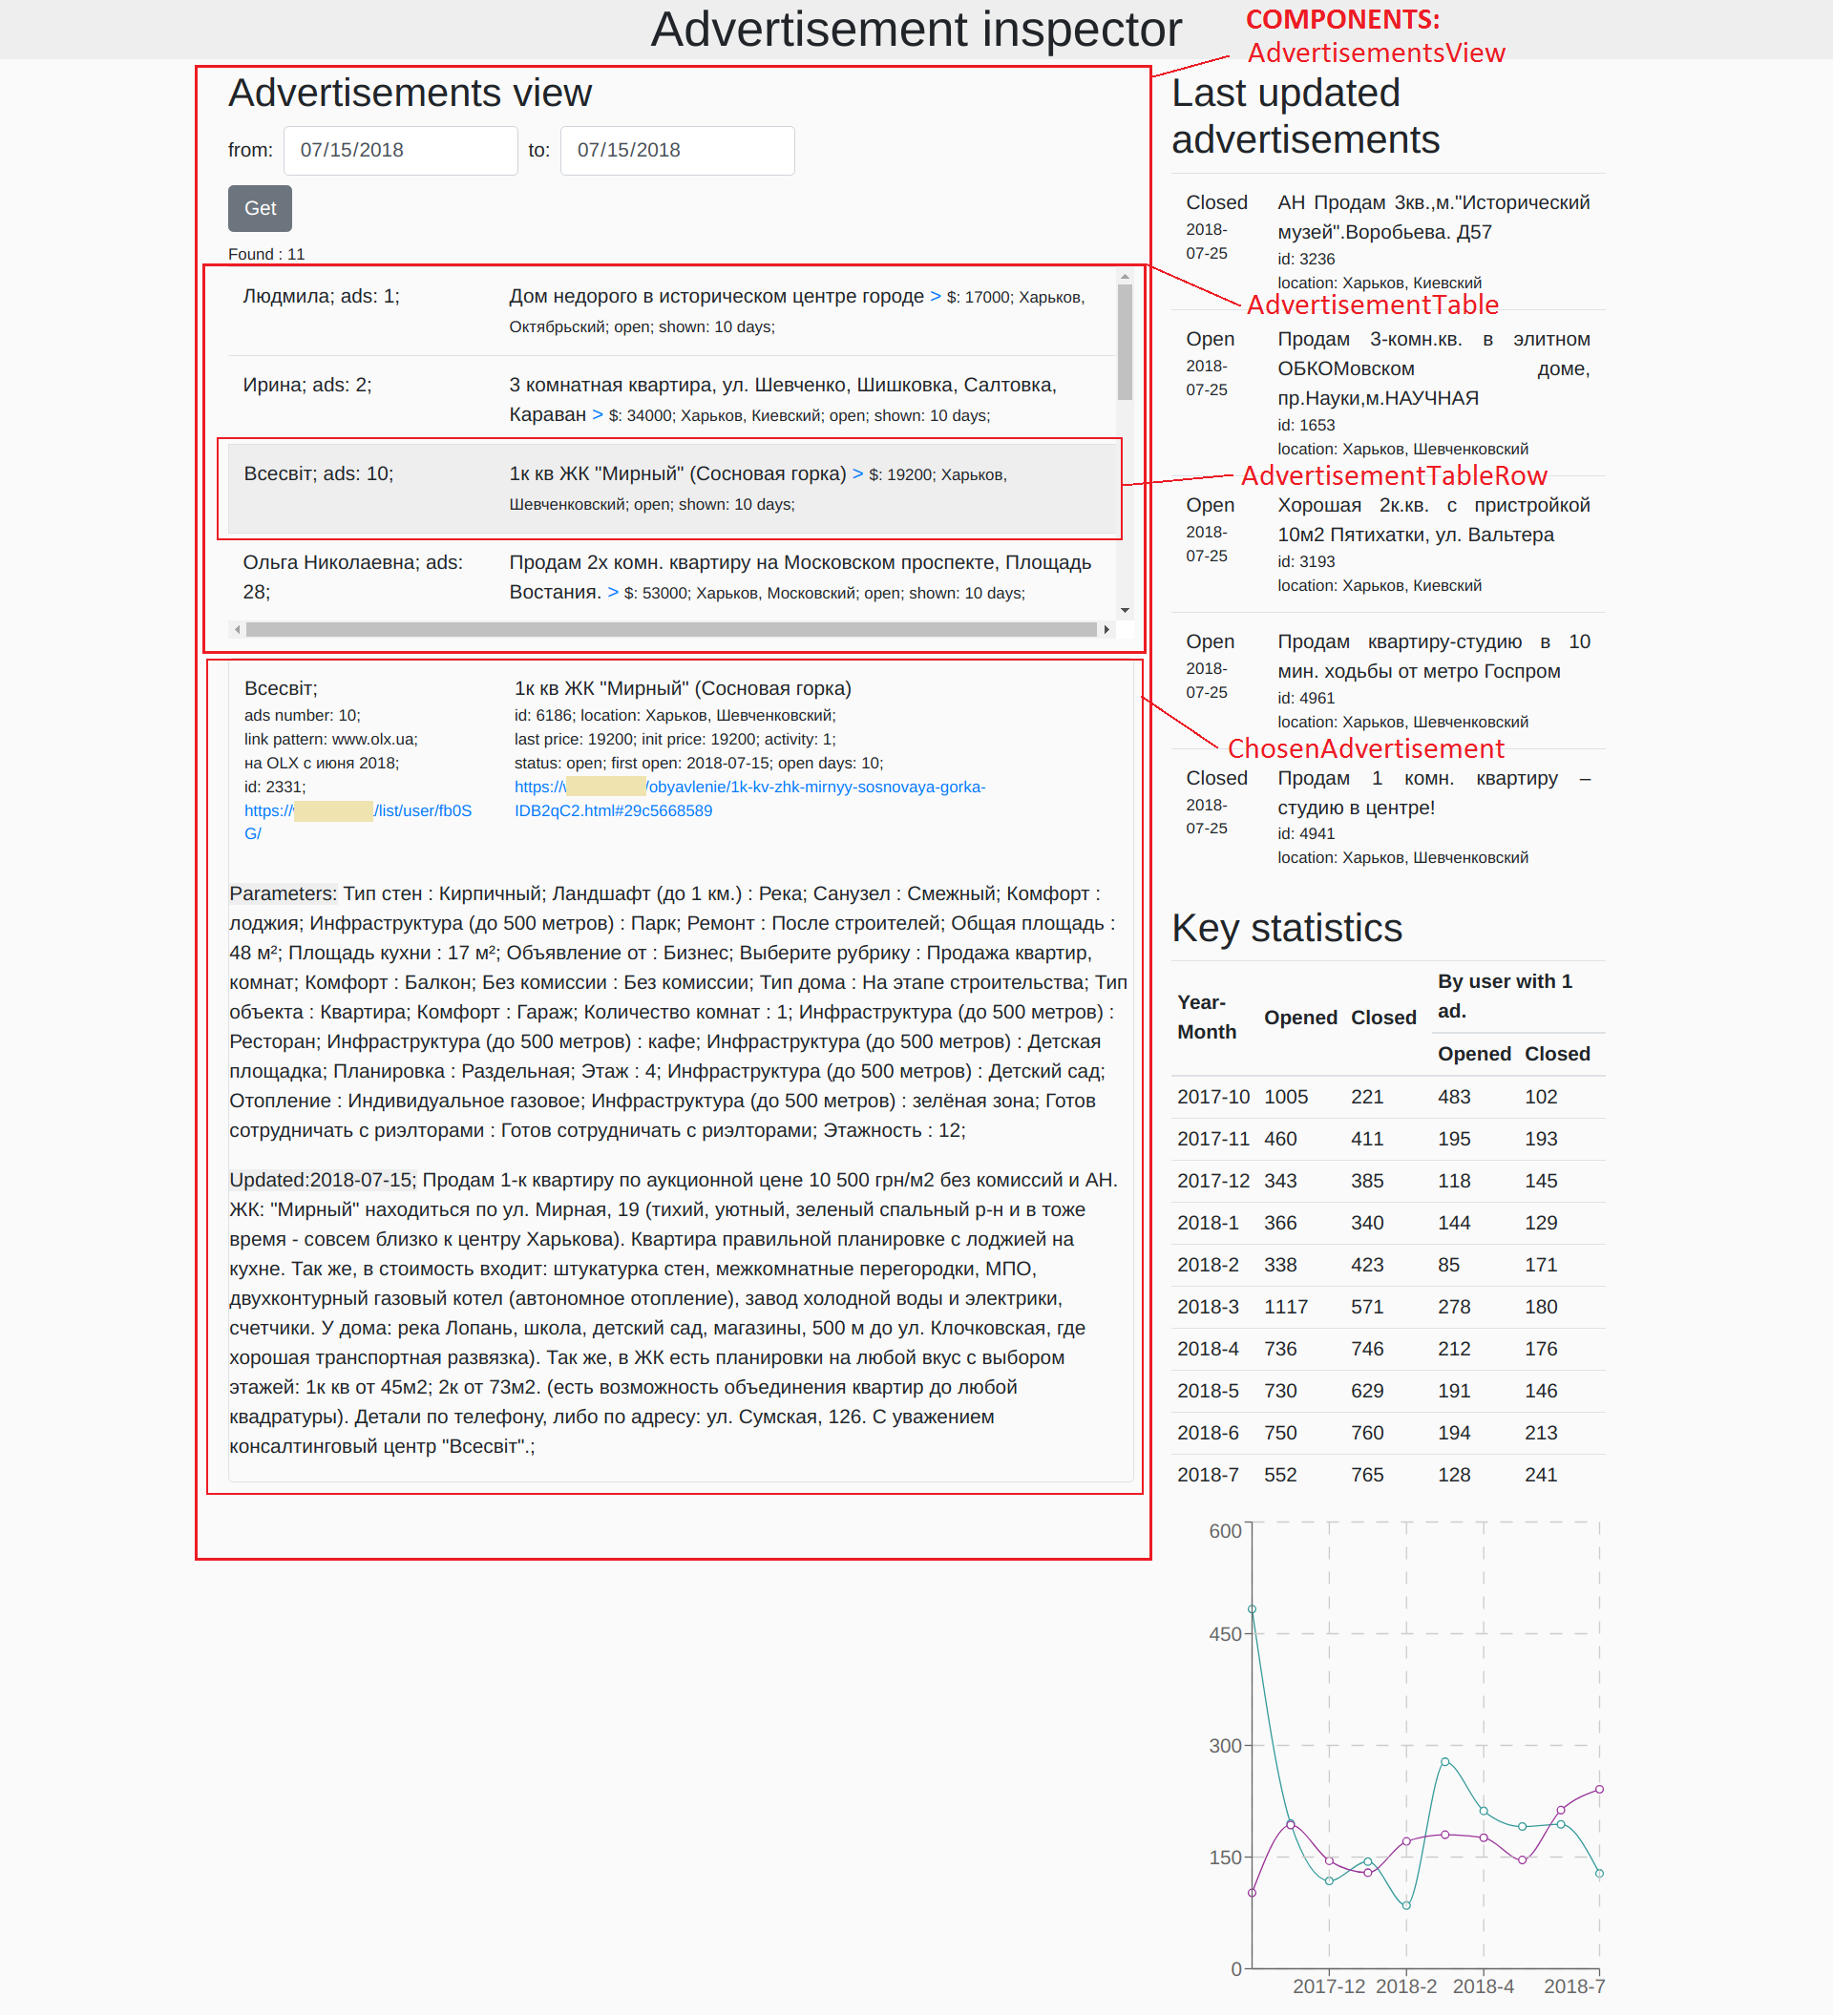 Advertisement inspector
COMPONENTS:
AdvertisementsView
Advertisements view
from: 07/15/2018 to: 07/15/2018
Get
Found : 11
Людмила; ads: 1;
Дом недорого в историческом центре городе > $: 17000; Харьков,
Октябрьский; open; shown: 10 days;
Ирина; ads: 2;
3 комнатная квартира, ул. Шевченко, Шишковка, Салтовка,
Караван > $: 34000; Харьков, Киевский; open; shown: 10 days;
Всесвіт; ads: 10;
1к кв ЖК "Мирный" (Сосновая горка) > $: 19200; Харьков,
Шевченковский; open; shown: 10 days;
Ольга Николаевна; ads:
28;
Продам 2х комн. квартиру на Московском проспекте, Площадь
Востания. > $: 53000; Харьков, Московский; open; shown: 10 days;
AdvertisementTable
AdvertisementTableRow
ChosenAdvertisement
Всесвіт;
ads number: 10;
link pattern: www.olx.ua;
на OLX с июня 2018;
id: 2331;
https:// /list/user/fb0S
G/
1к кв ЖК "Мирный" (Сосновая горка)
id: 6186; location: Харьков, Шевченковский;
last price: 19200; init price: 19200; activity: 1;
status: open; first open: 2018-07-15; open days: 10;
https:// /obyavlenie/1k-kv-zhk-mirnyy-sosnovaya-gorka-
IDB2qC2.html#29c5668589
Parameters: Тип стен : Кирпичный; Ландшафт (до 1 км.) : Река; Санузел : Смежный; Комфорт :
лоджия; Инфраструктура (до 500 метров) : Парк; Ремонт : После строителей; Общая площадь :
48 м²; Площадь кухни : 17 м²; Объявление от : Бизнес; Выберите рубрику : Продажа квартир,
комнат; Комфорт : Балкон; Без комиссии : Без комиссии; Тип дома : На этапе строительства; Тип
объекта : Квартира; Комфорт : Гараж; Количество комнат : 1; Инфраструктура (до 500 метров) :
Ресторан; Инфраструктура (до 500 метров) : кафе; Инфраструктура (до 500 метров) : Детская
площадка; Планировка : Раздельная; Этаж : 4; Инфраструктура (до 500 метров) : Детский сад;
Отопление : Индивидуальное газовое; Инфраструктура (до 500 метров) : зелёная зона; Готов
сотрудничать с риэлторами : Готов сотрудничать с риэлторами; Этажность : 12;
Updated:2018-07-15; Продам 1-к квартиру по аукционной цене 10 500 грн/м2 без комиссий и АН.
ЖК: "Мирный" находиться по ул. Мирная, 19 (тихий, уютный, зеленый спальный р-н и в тоже
время - совсем близко к центру Харькова). Квартира правильной планировке с лоджией на
кухне. Так же, в стоимость входит: штукатурка стен, межкомнатные перегородки, МПО,
двухконтурный газовый котел (автономное отопление), завод холодной воды и электрики,
счетчики. У дома: река Лопань, школа, детский сад, магазины, 500 м до ул. Клочковская, где
хорошая транспортная развязка). Так же, в ЖК есть планировки на любой вкус с выбором
этажей: 1к кв от 45м2; 2к от 73м2. (есть возможность объединения квартир до любой
квадратуры). Детали по телефону, либо по адресу: ул. Сумская, 126. С уважением
консалтинговый центр "Всесвіт".;
Last updated
advertisements
Closed
2018-
07-25
АН Продам 3кв.,м."Исторический
музей".Воробьева. Д57
id: 3236
location: Харьков, Киевский
Open
2018-
07-25
Продам 3-комн.кв. в элитном
ОБКОМовском доме,
пр.Науки,м.НАУЧНАЯ
id: 1653
location: Харьков, Шевченковский
Open
2018-
07-25
Хорошая 2к.кв. с пристройкой
10м2 Пятихатки, ул. Вальтера
id: 3193
location: Харьков, Киевский
Open
2018-
07-25
Продам квартиру-студию в 10
мин. ходьбы от метро Госпром
id: 4961
location: Харьков, Шевченковский
Closed
2018-
07-25
Продам 1 комн. квартиру –
студию в центре!
id: 4941
location: Харьков, Шевченковский
Key statistics
Year-
Month
Opened Closed
By user with 1
ad.
Opened Closed
2017-10 1005 221 483 102
2017-11 460 411 195 193
2017-12 343 385 118 145
2018-1 366 340 144 129
2018-2 338 423 85 171
2018-3 1117 571 278 180
2018-4 736 746 212 176
2018-5 730 629 191 146
2018-6 750 760 194 213
2018-7 552 765 128 241
600
450
300
150
0
2017-12 2018-2 2018-4 2018-7